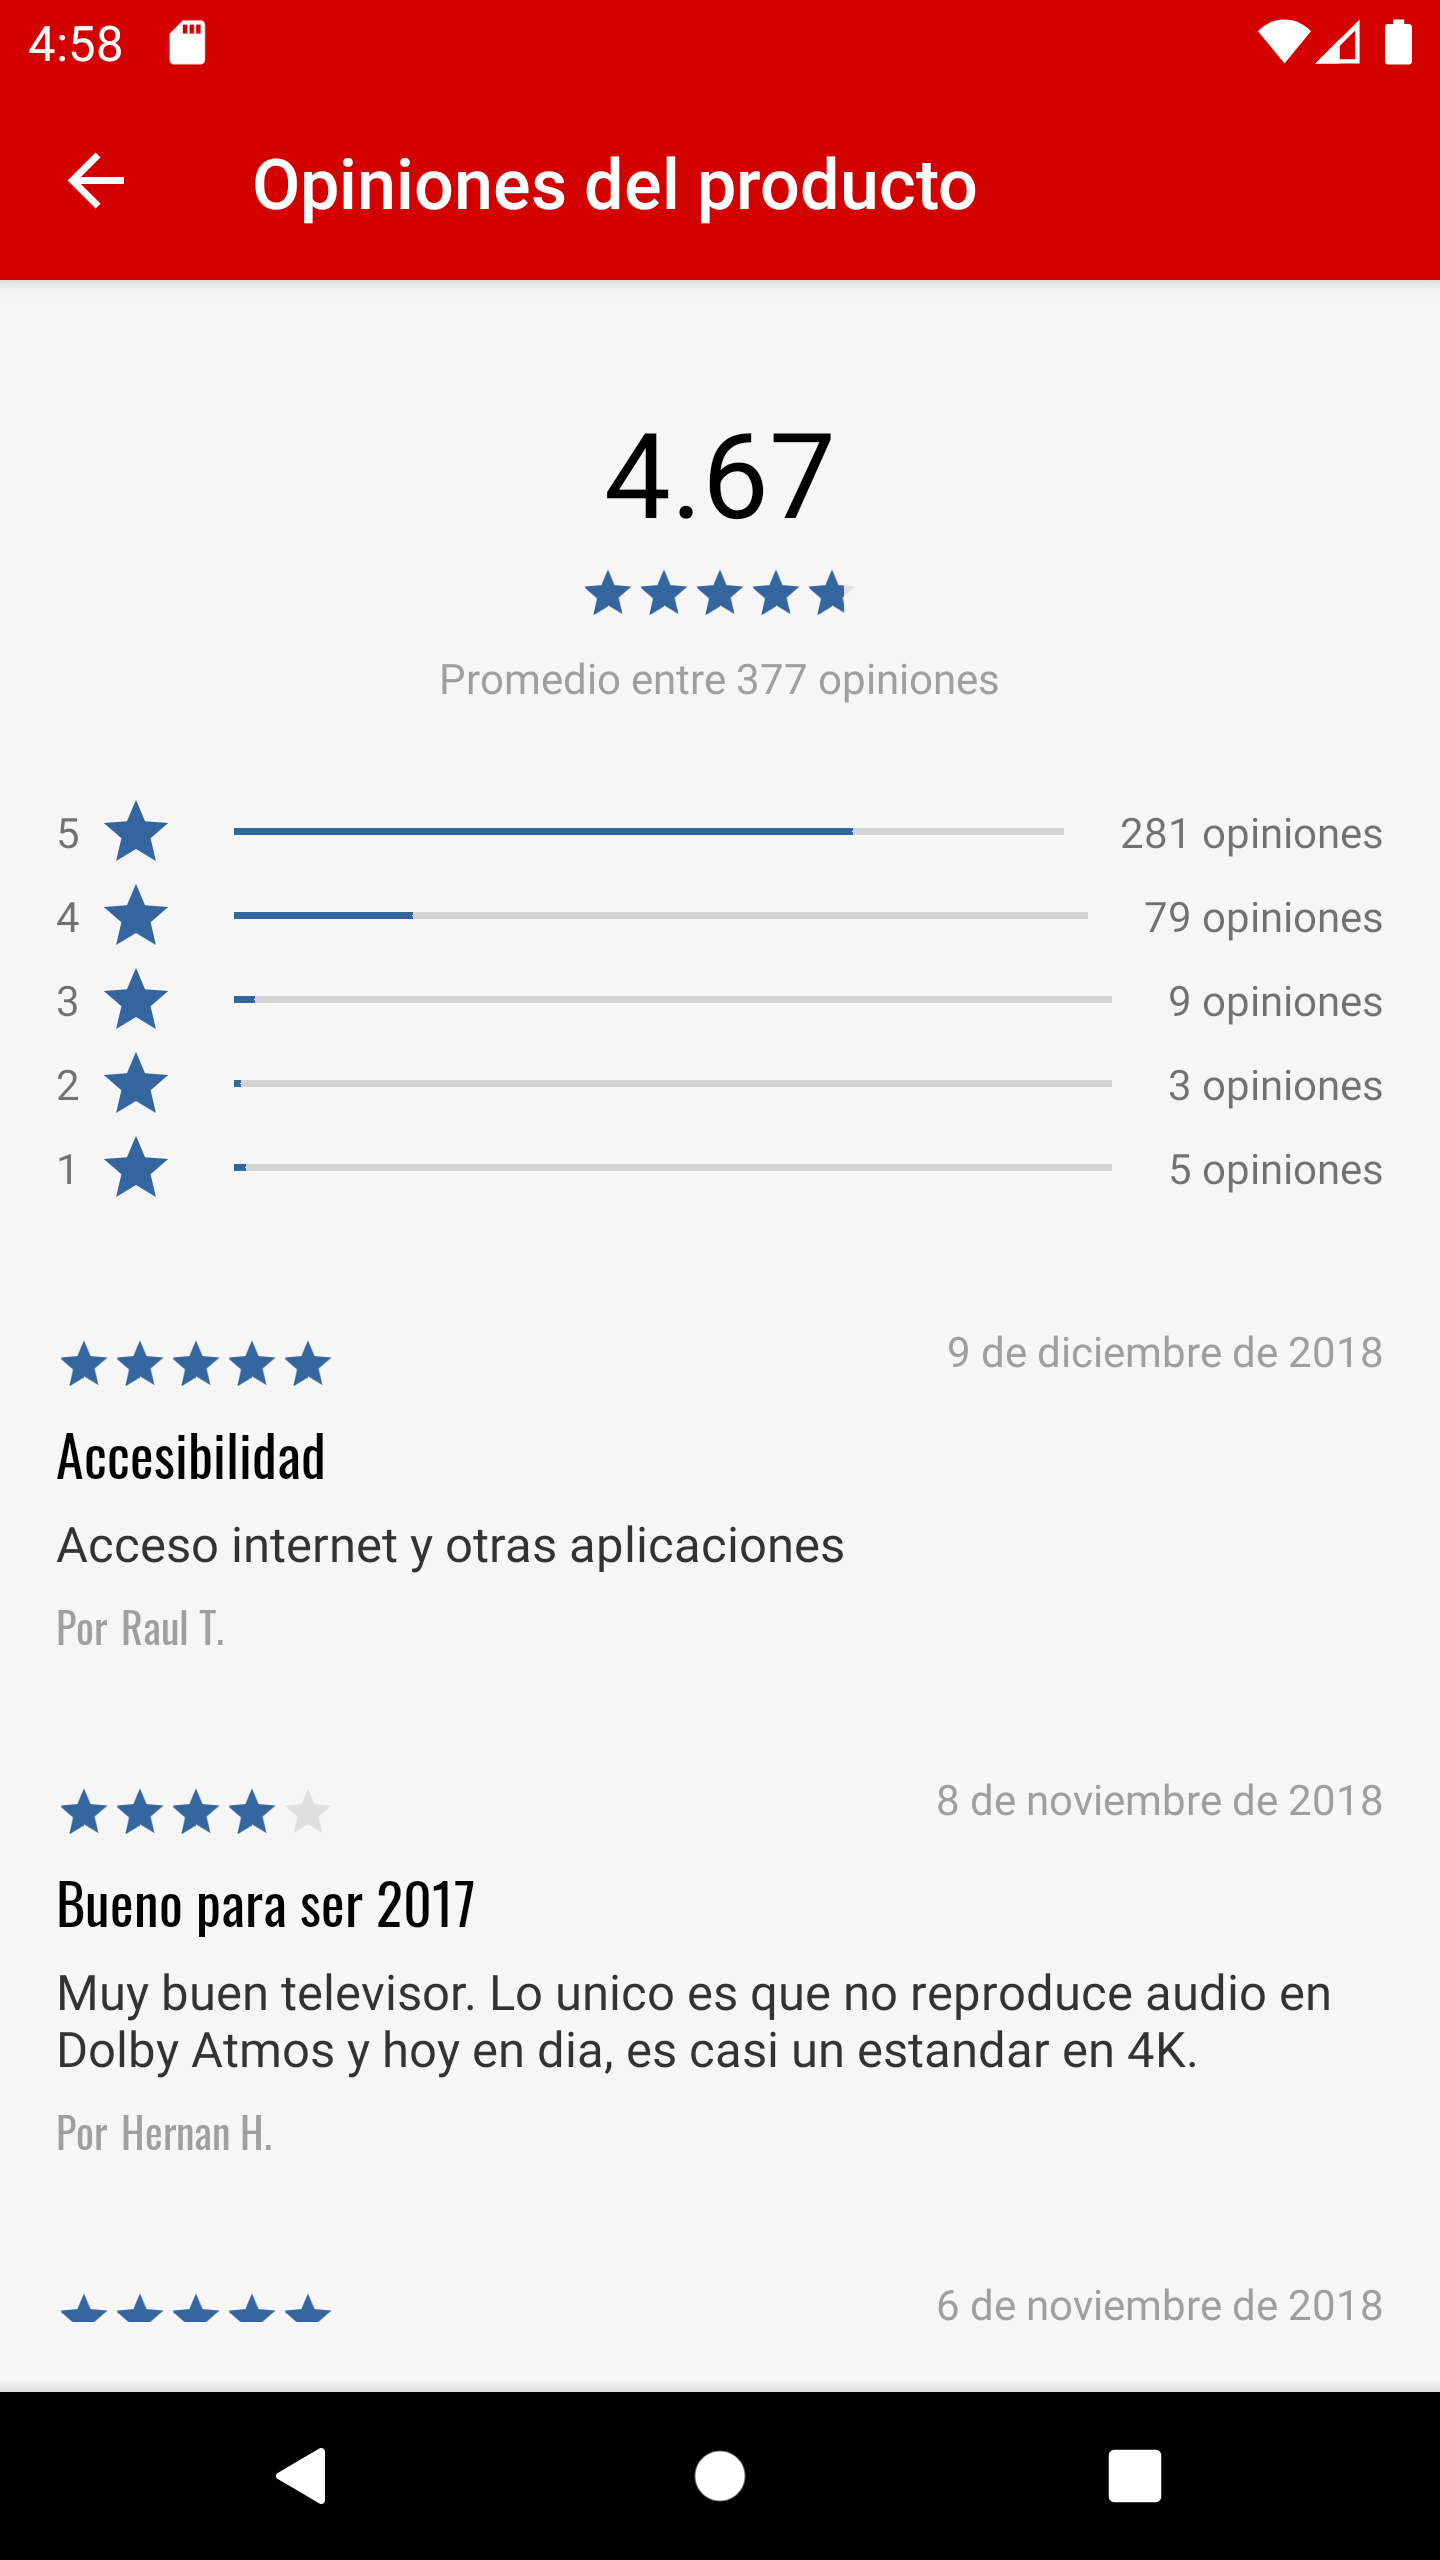 4:58
Opiniones del producto
4.67
Promedio entre 377 opiniones
5 281 opiniones
4 79 opiniones
3 9 opiniones
2 3 opiniones
1 5 opiniones
9 de diciembre de 2018
Accesibilidad
Acceso internet y otras aplicaciones
Por Raul T.
8 de noviembre de 2018
Bueno para ser 2017
Muy buen televisor. Lo unico es que no reproduce audio en
Dolby Atmos y hoy en dia, es casi un estandar en 4K.
Por Hernan H.
6 de noviembre de 2018